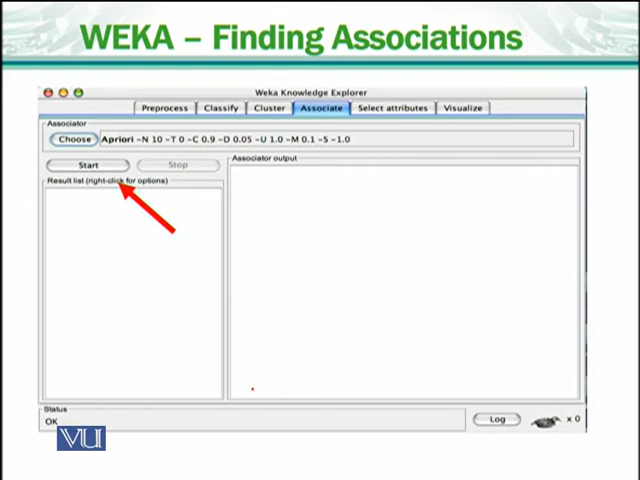 WEKA – Finding Associations
Weka Knowledge Explorer
Preprocess Classify Cluster Associate Select attributes Visualize
Associator
Choose Apriori -N 10 -T 0 -C 0.9 -D 0.05 -U 1.0 -M 0.1 -S -1.0
Start Stop
Associator output
Result list (right-click for options)
Status
OK
Log x 0
VU